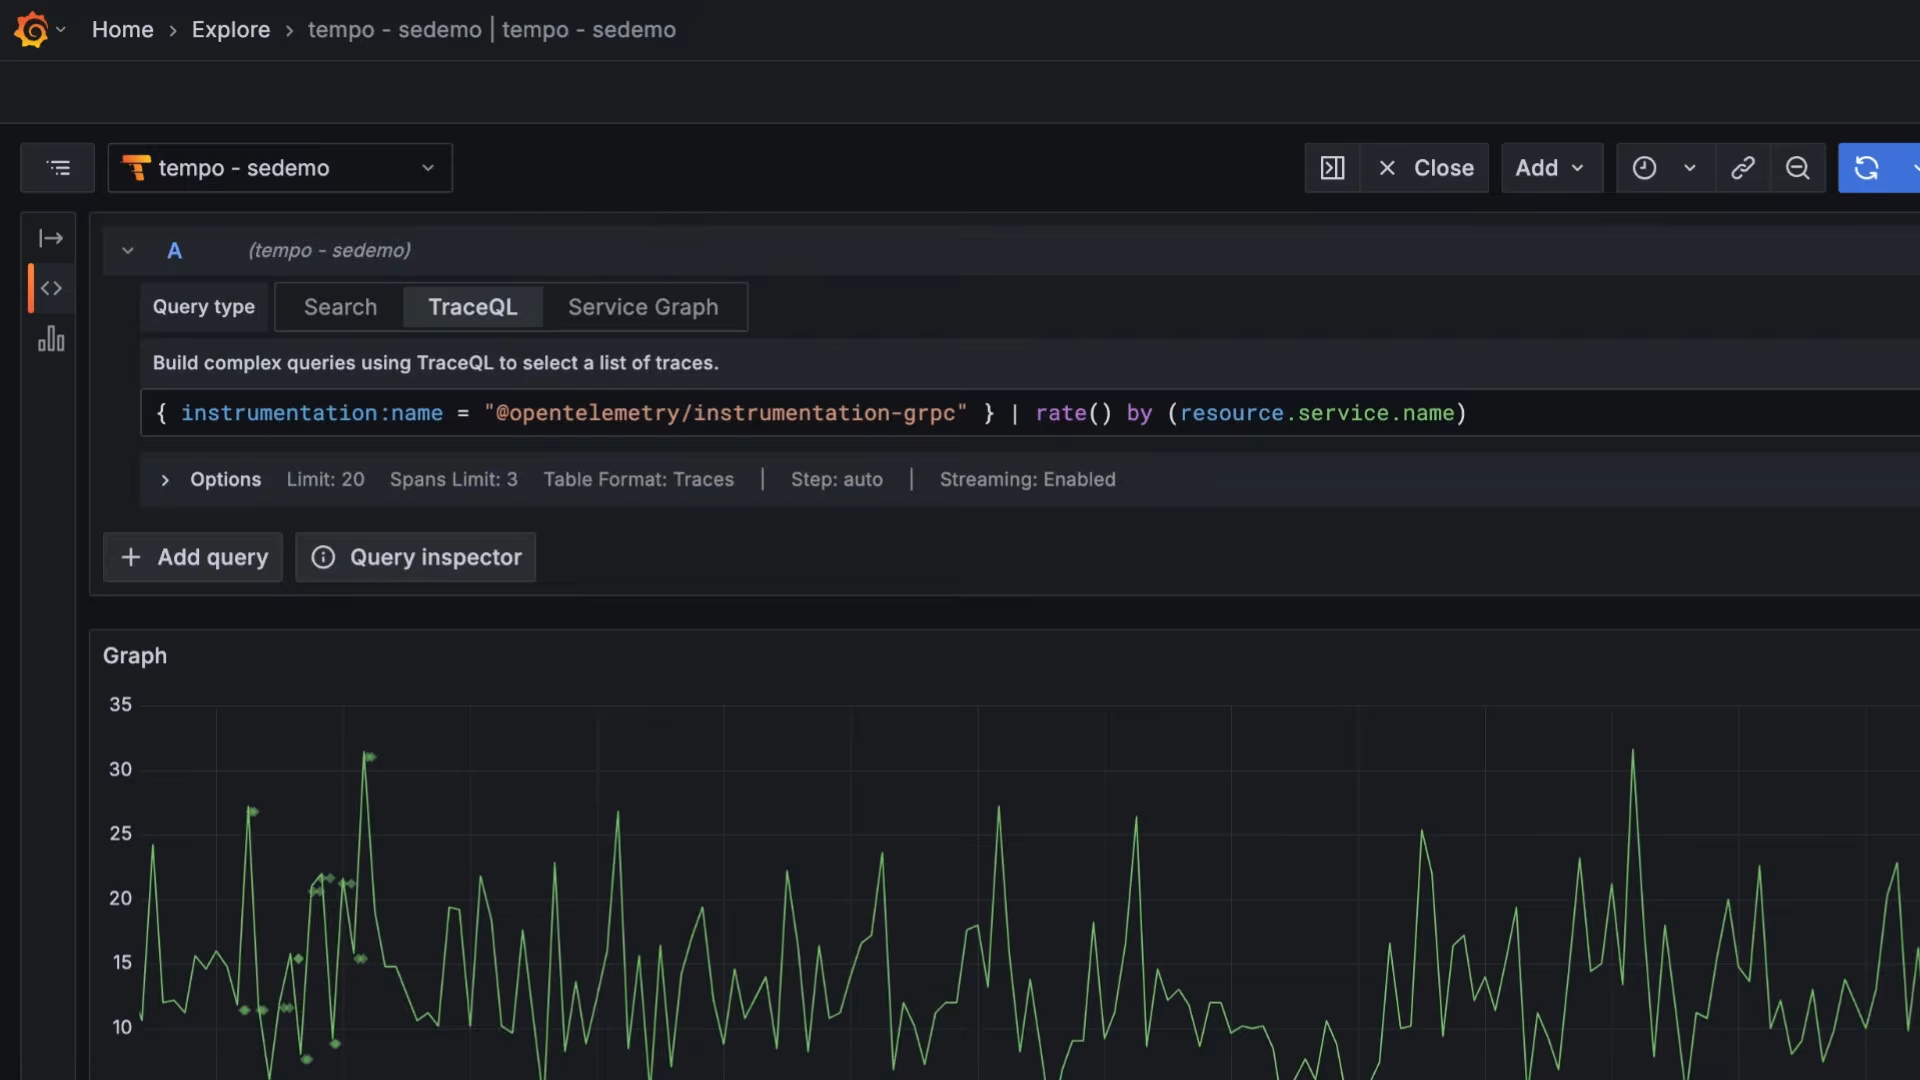 Home › Explore › tempo - sedemo | tempo - sedemo
tempo - sedemo
Close
Add
A (tempo - sedemo)
Query type Search TraceQL Service Graph
Build complex queries using TraceQL to select a list of traces.
{ instrumentation:name = "@opentelemetry/instrumentation-grpc" } | rate() by (resource.service.name)
Options Limit: 20 Spans Limit: 3 Table Format: Traces | Step: auto | Streaming: Enabled
+ Add query
Query inspector
Graph
35
30
25
20
15
10